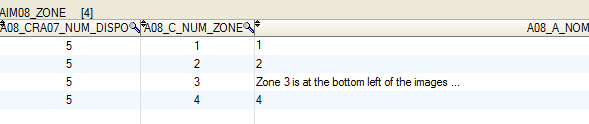 AIM08_ZONE [4]
A08_CRA07_NUM_DISPO A08_C_NUM_ZONE A08_A_NOM
5 1 1
5 2 2
5 3 Zone 3 is at the bottom left of the images ...
5 4 4